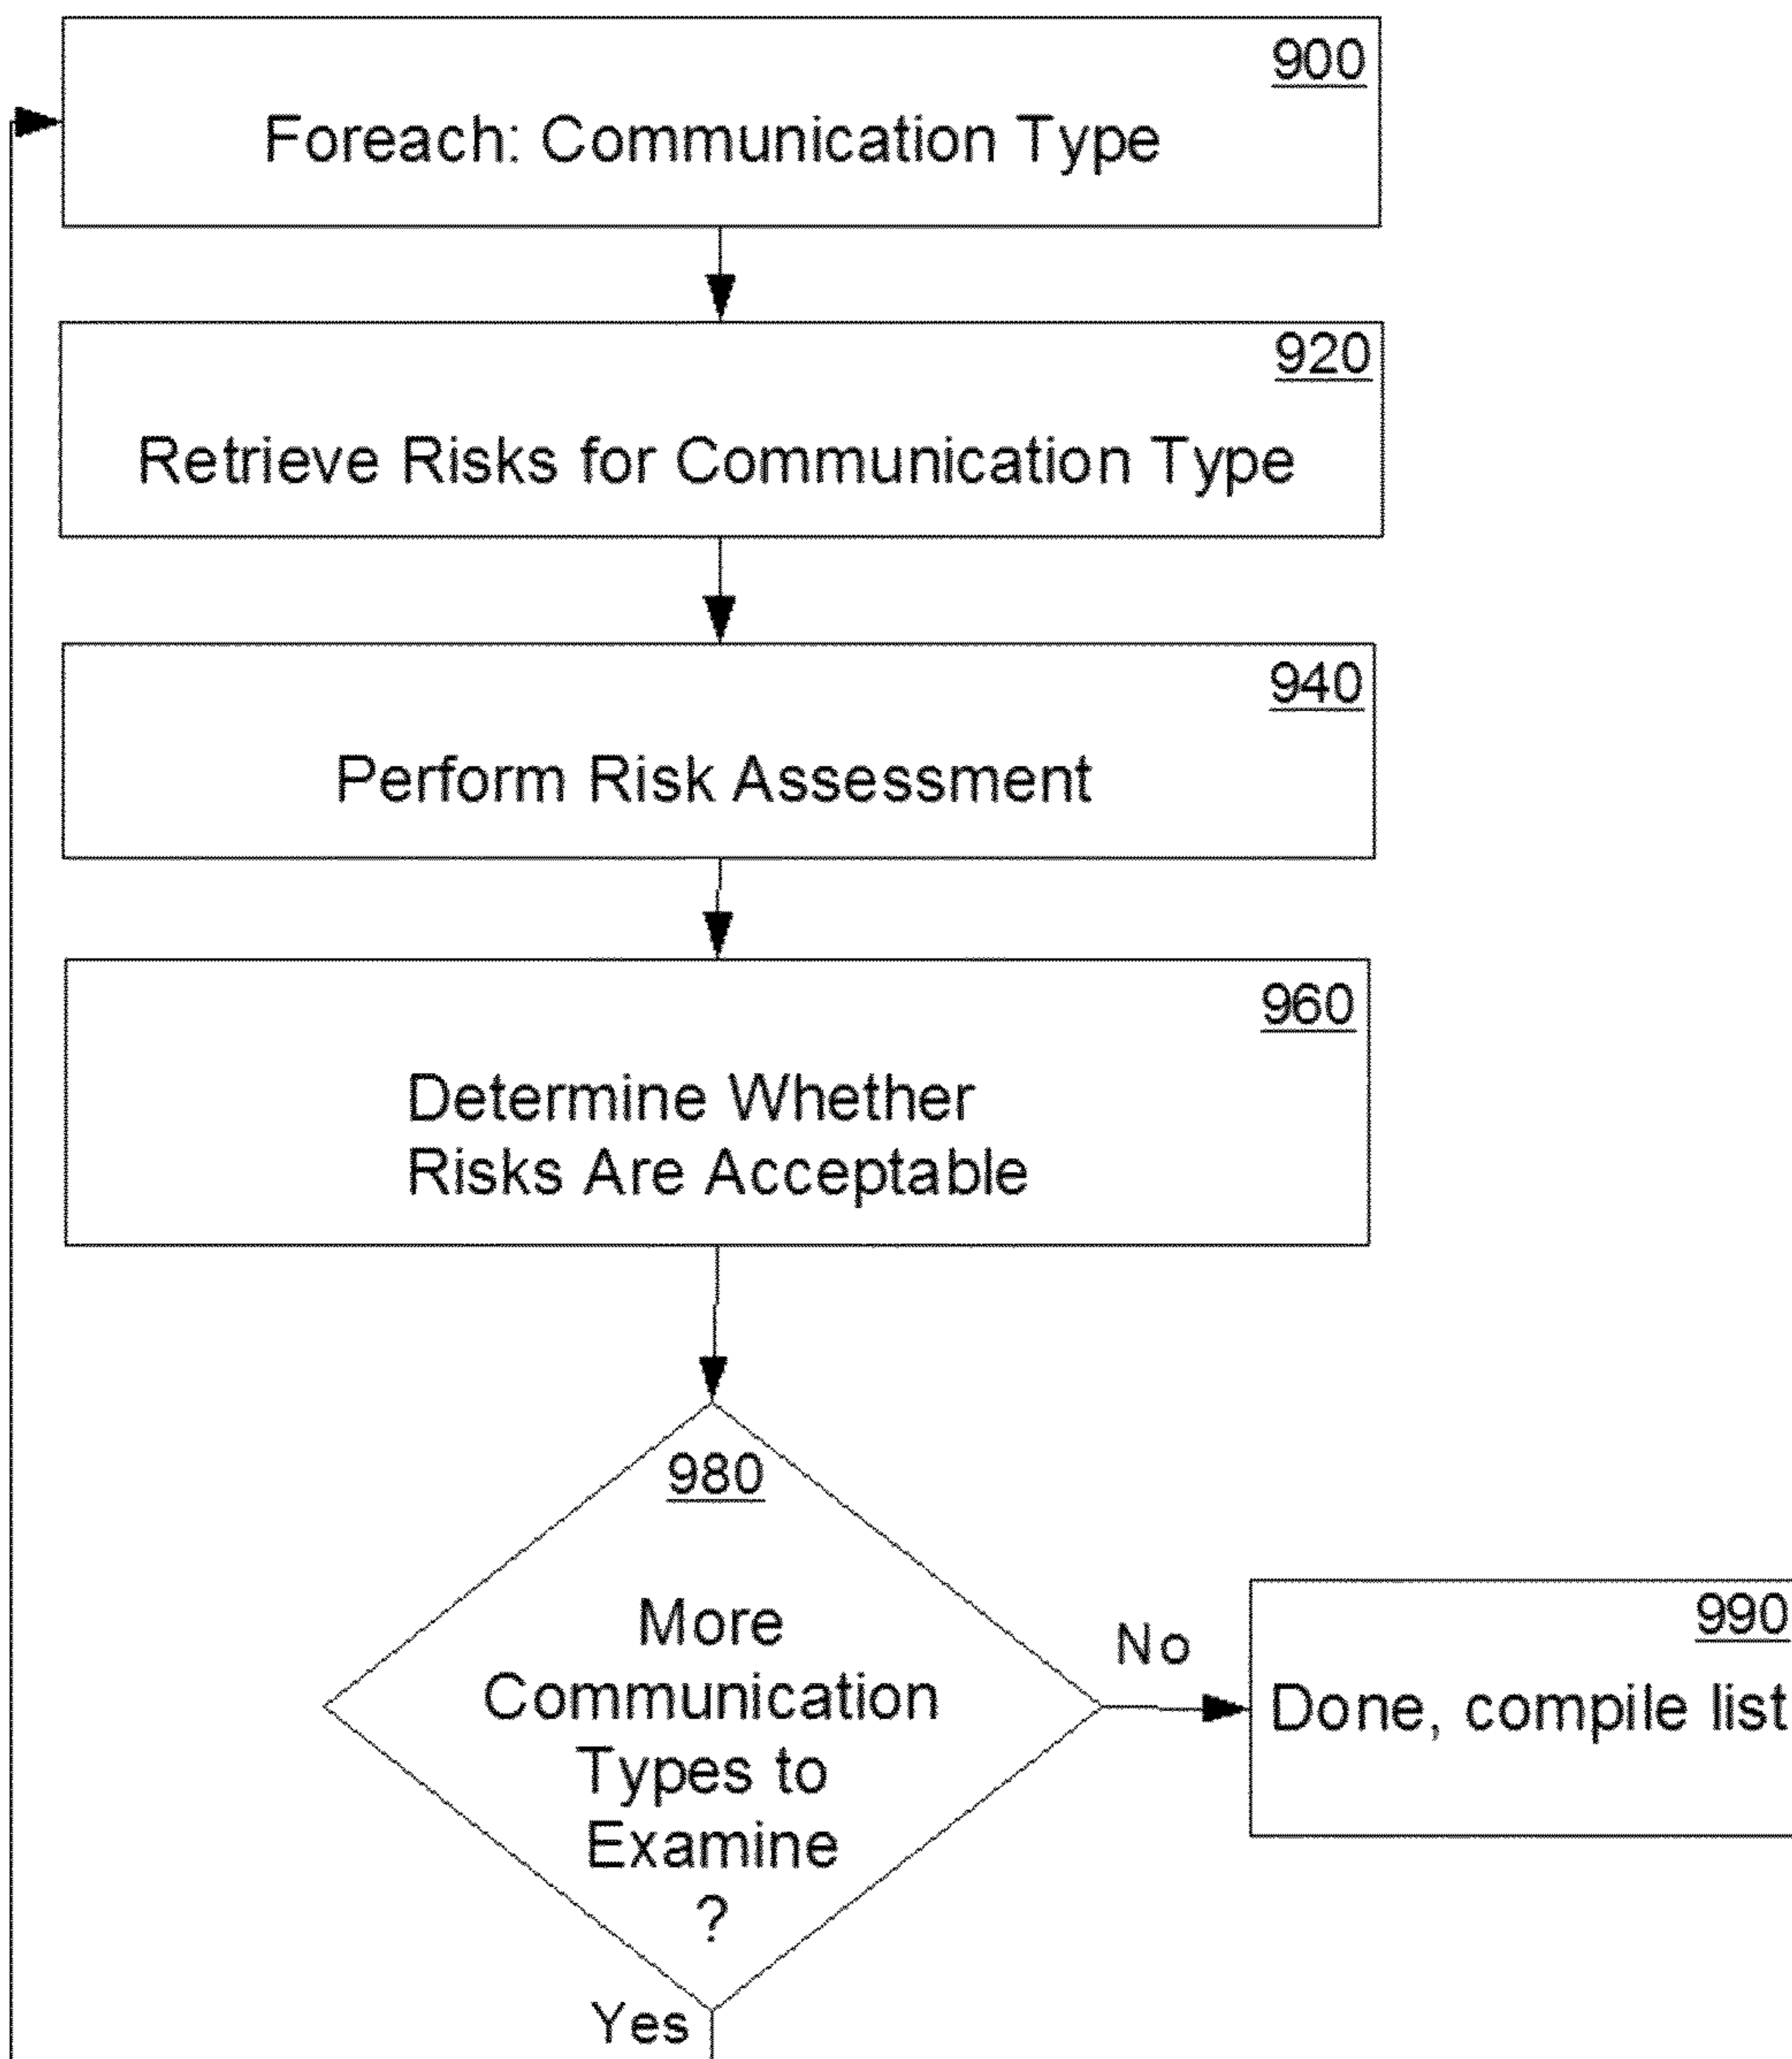 900
Foreach: Communication Type
920
Retrieve Risks for Communication Type
940
Perform Risk Assessment
960
Determine Whether
Risks Are Acceptable
980
More
Communication
Types to
Examine
?
No
990
Done, compile list
Yes